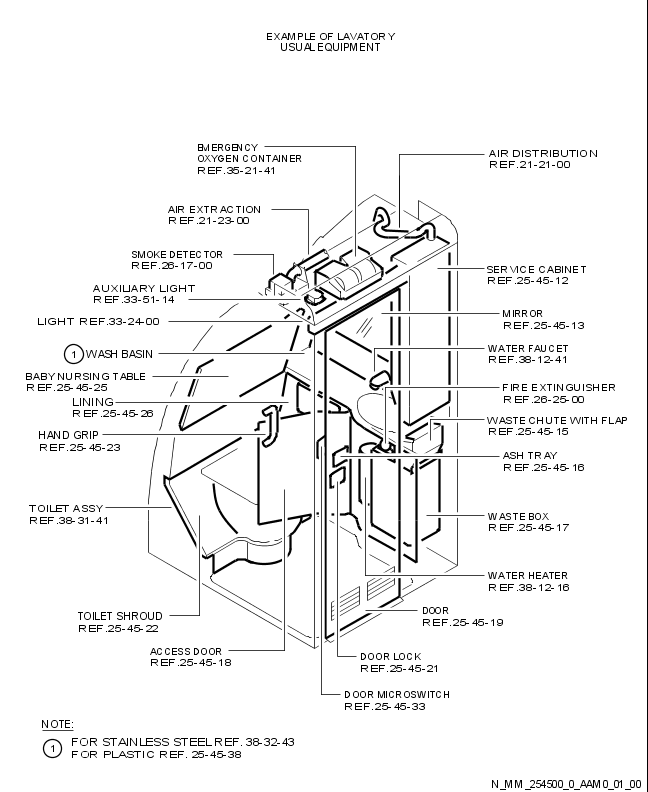 EXAMPLE OF LAVATORY
USUAL EQUIPMENT
EMERGENCY
OXYGEN CONTAINER
REF.35-21-41
AIR DISTRIBUTION
REF.21-21-00
AIR EXTRACTION
REF.21-23-00
SMOKE DETECTOR
REF.26-17-00
SERVICE CABINET
REF.25-45-12
AUXILIARY LIGHT
REF.33-51-14
MIRROR
REF.25-45-13
LIGHT REF.33-24-00
WATER FAUCET
REF.38-12-41
1 WASH BASIN
BABY NURSING TABLE
REF.25-45-25
FIRE EXTINGUISHER
REF.26-25-00
LINING
REF.25-45-26
WASTE CHUTE WITH FLAP
REF.25-45-15
HAND GRIP
REF.25-45-23
ASH TRAY
REF.25-45-16
TOILET ASSY
REF.38-31-41
WASTE BOX
REF.25-45-17
WATER HEATER
REF.38-12-16
TOILET SHROUD
REF.25-45-22
DOOR
REF.25-45-19
ACCESS DOOR
REF.25-45-18
DOOR LOCK
REF.25-45-21
DOOR MICROSWITCH
REF.25-45-33
NOTE:
1 FOR STAINLESS STEEL REF. 38-32-43
FOR PLASTIC REF. 25-45-38
N_MM_254500_0_AAM0_01_00